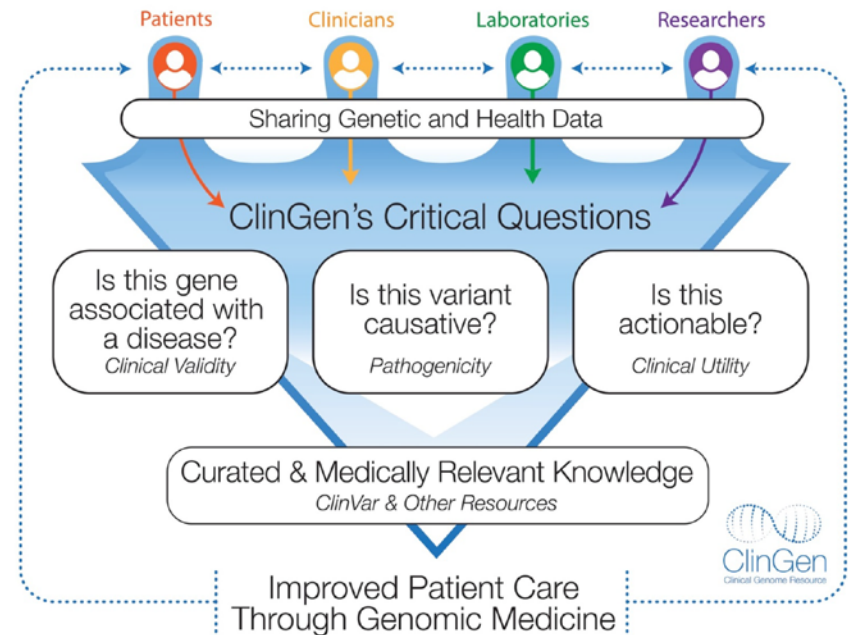 Patients
Clinicians
Laboratories
Researchers
Sharing Genetic and Health Data
ClinGen's Critical Questions
Is this gene
associated with
a disease?
Clinical Validity
Is this variant
causative?
Pathogenicity
Is this
actionable?
Clinical Utility
Curated & Medically Relevant Knowledge
ClinVar & Other Resources
ClinGen
Clinical Genome Resource
Improved Patient Care
Through Genomic Medicine